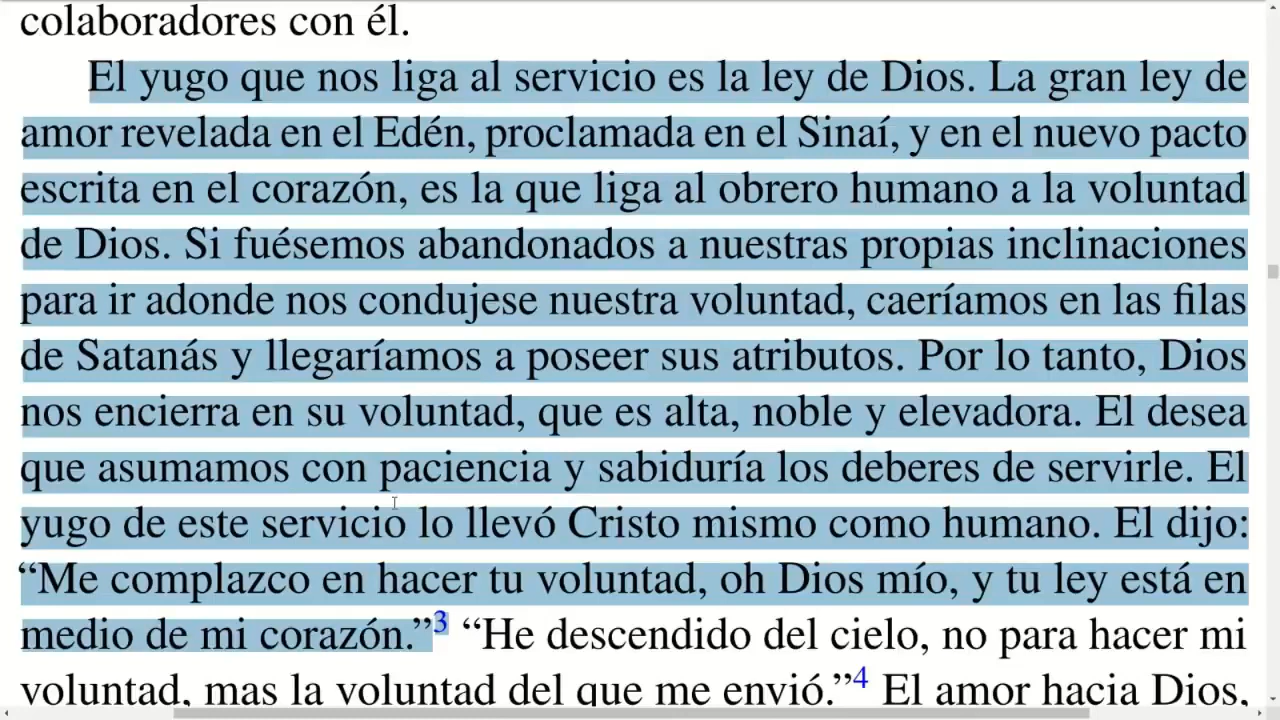 colaboradores con él.
El yugo que nos liga al servicio es la ley de Dios. La gran ley de
amor revelada en el Edén, proclamada en el Sinaí, y en el nuevo pacto
escrita en el corazón, es la que liga al obrero humano a la voluntad
de Dios. Si fuésemos abandonados a nuestras propias inclinaciones
para ir adonde nos condujese nuestra voluntad, caeríamos en las filas
de Satanás y llegaríamos a poseer sus atributos. Por lo tanto, Dios
nos encierra en su voluntad, que es alta, noble y elevadora. El desea
que asumamos con paciencia y sabiduría los deberes de servirle. El
yugo de este servicio lo llevó Cristo mismo como humano. El dijo:
“Me complazco en hacer tu voluntad, oh Dios mío, y tu ley está en
medio de mi corazón.”3 “He descendido del cielo, no para hacer mi
voluntad, mas la voluntad del que me envió.”4 El amor hacia Dios,